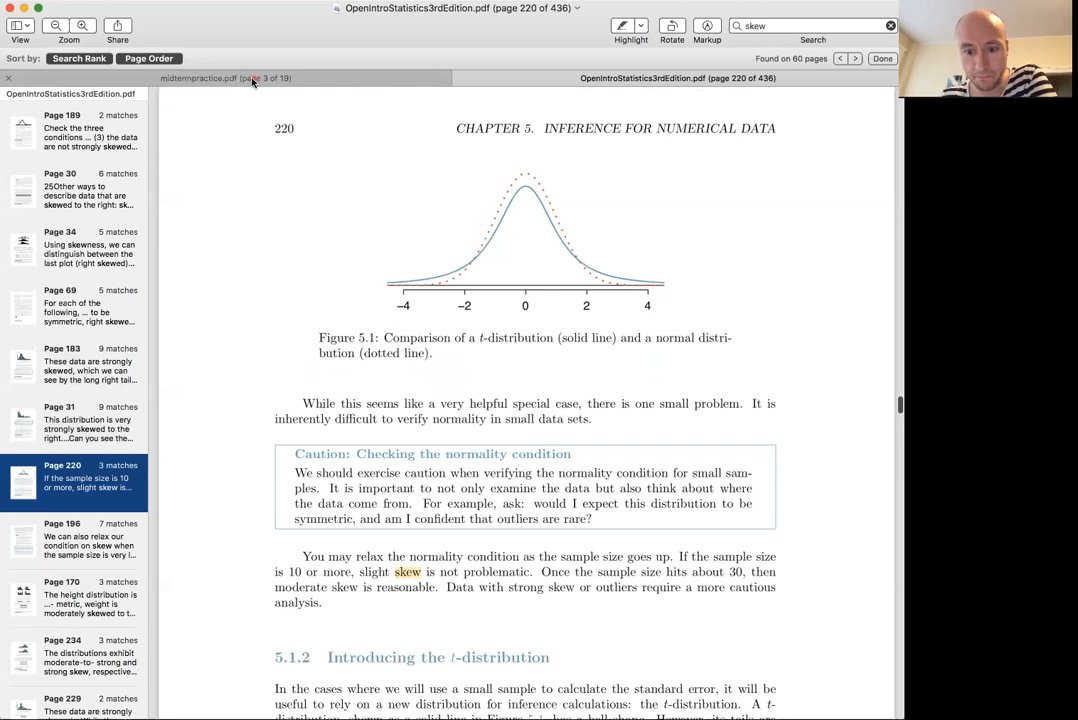 OpenIntroStatistics3rdEdition.pdf (page 220 of 436)
View
Zoom
Share
Highlight
Rotate
Markup
skew
Search
Sort by:
Search Rank
Page Order
Found on 60 pages
Done
midtermpractice.pdf (page 3 of 19)
OpenIntroStatistics3rdEdition.pdf (page 220 of 436)
OpenIntroStatistics3rdEdition.pdf
Page 189 2 matches
Check the three
conditions ... (3) the data
are not strongly skewed...
Page 30 6 matches
25Other ways to
describe data that are
skewed to the right: sk...
Page 34 5 matches
Using skewness, we can
distinguish between the
last plot (right skewed)...
Page 69 5 matches
For each of the
following, ... to be
symmetric, right skewe...
Page 183 9 matches
These data are strongly
skewed, which we can
see by the long right tail...
Page 31 9 matches
This distribution is very
strongly skewed to the
right....Can you see the...
Page 220 3 matches
If the sample size is 10
or more, slight skew is...
Page 196 7 matches
We can also relax our
condition on skew when
the sample size is very l...
Page 170 3 matches
The height distribution is
...- metric, weight is
moderately skewed to t...
Page 234 3 matches
The distributions exhibit
moderate-to- strong and
strong skew, respective...
Page 229 2 matches
These data are strongly
220 CHAPTER 5. INFERENCE FOR NUMERICAL DATA
−4 −2 0 2 4
Figure 5.1: Comparison of a t-distribution (solid line) and a normal distri-
bution (dotted line).
While this seems like a very helpful special case, there is one small problem. It is
inherently difficult to verify normality in small data sets.
Caution: Checking the normality condition
We should exercise caution when verifying the normality condition for small sam-
ples. It is important to not only examine the data but also think about where
the data come from. For example, ask: would I expect this distribution to be
symmetric, and am I confident that outliers are rare?
You may relax the normality condition as the sample size goes up. If the sample size
is 10 or more, slight skew is not problematic. Once the sample size hits about 30, then
moderate skew is reasonable. Data with strong skew or outliers require a more cautious
analysis.
5.1.2 Introducing the t-distribution
In the cases where we will use a small sample to calculate the standard error, it will be
useful to rely on a new distribution for inference calculations: the t-distribution. A t-
distribution, shown as a solid line in Figure 5.1, has a bell shape. However, its tails are